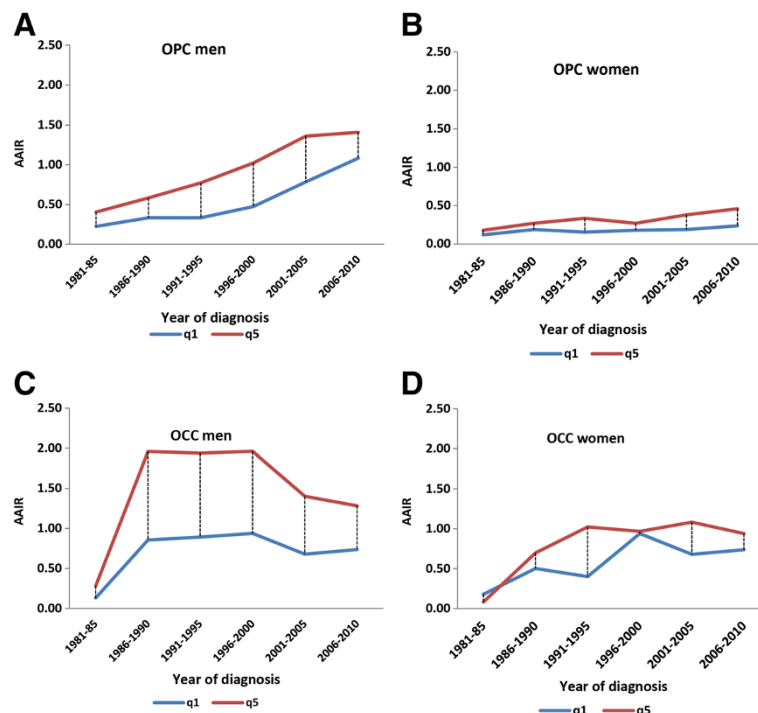 A
OPC men
AAIR
2.50
2.00
1.50
1.00
0.50
0.00
1981-85
1986-1990
1991-1995
1996-2000
2001-2005
2006-2010
Year of diagnosis
q1 q5
B
OPC women
AAIR
2.50
2.00
1.50
1.00
0.50
0.00
1981-85
1986-1990
1991-1995
1996-2000
2001-2005
2006-2010
Year of diagnosis
q1 q5
C
OCC men
AAIR
2.50
2.00
1.50
1.00
0.50
0.00
1981-85
1986-1990
1991-1995
1996-2000
2001-2005
2006-2010
Year of diagnosis
q1 q5
D
OCC women
AAIR
2.50
2.00
1.50
1.00
0.50
0.00
1981-85
1986-1990
1991-1995
1996-2000
2001-2005
2006-2010
Year of diagnosis
q1 q5